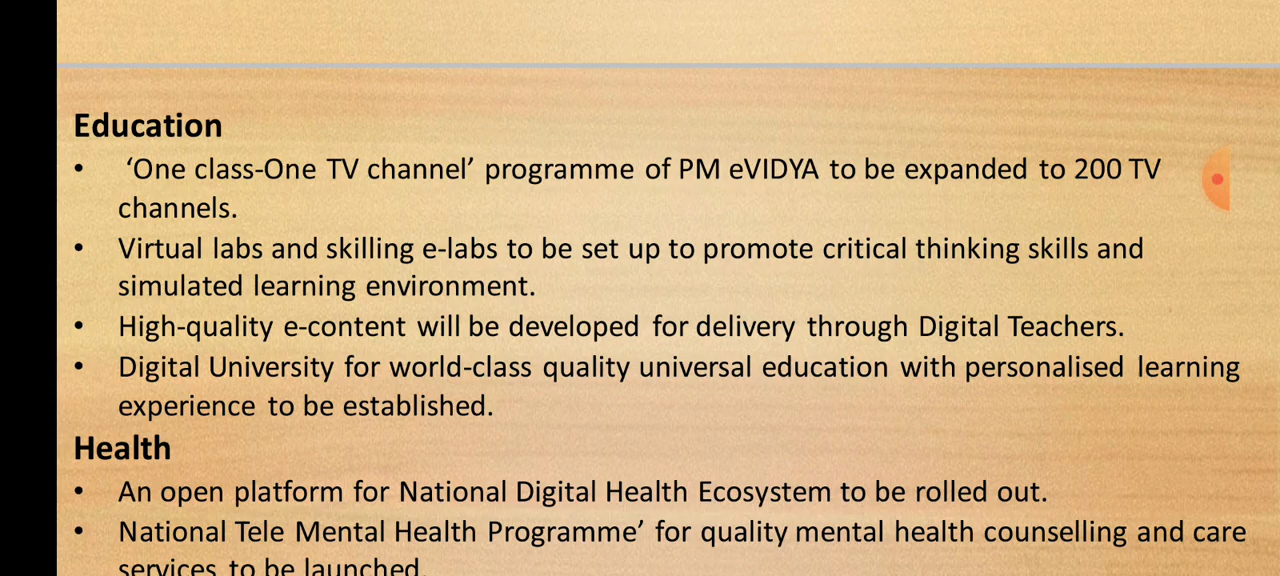 Education
• ‘One class-One TV channel’ programme of PM eVIDYA to be expanded to 200 TV
channels.
• Virtual labs and skilling e-labs to be set up to promote critical thinking skills and
simulated learning environment.
• High-quality e-content will be developed for delivery through Digital Teachers.
• Digital University for world-class quality universal education with personalised learning
experience to be established.
Health
• An open platform for National Digital Health Ecosystem to be rolled out.
• National Tele Mental Health Programme’ for quality mental health counselling and care
services to be launched.